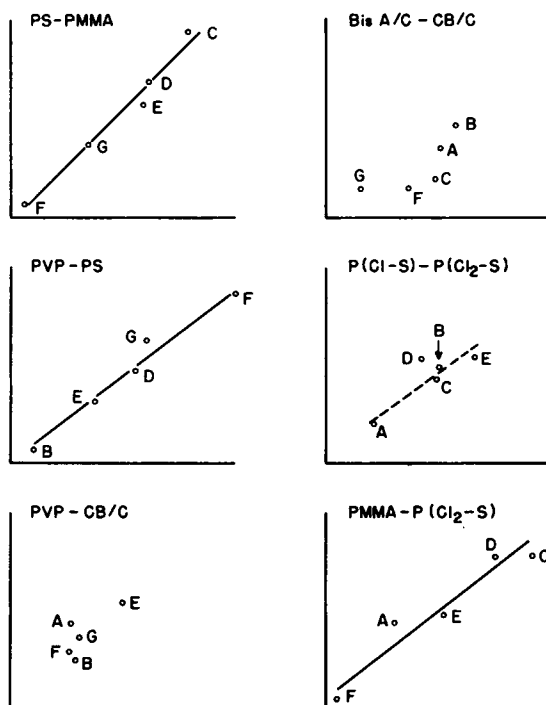 PS-PMMA
C
D
E
G
F
Bis A/C - CB/C
B
A
C
G
F
PVP-PS
F
G
D
E
B
P(Cl-S)-P(Cl₂-S)
B
D
E
C
A
PVP-CB/C
E
A
G
F
B
PMMA-P(Cl₂-S)
D
C
A
E
F